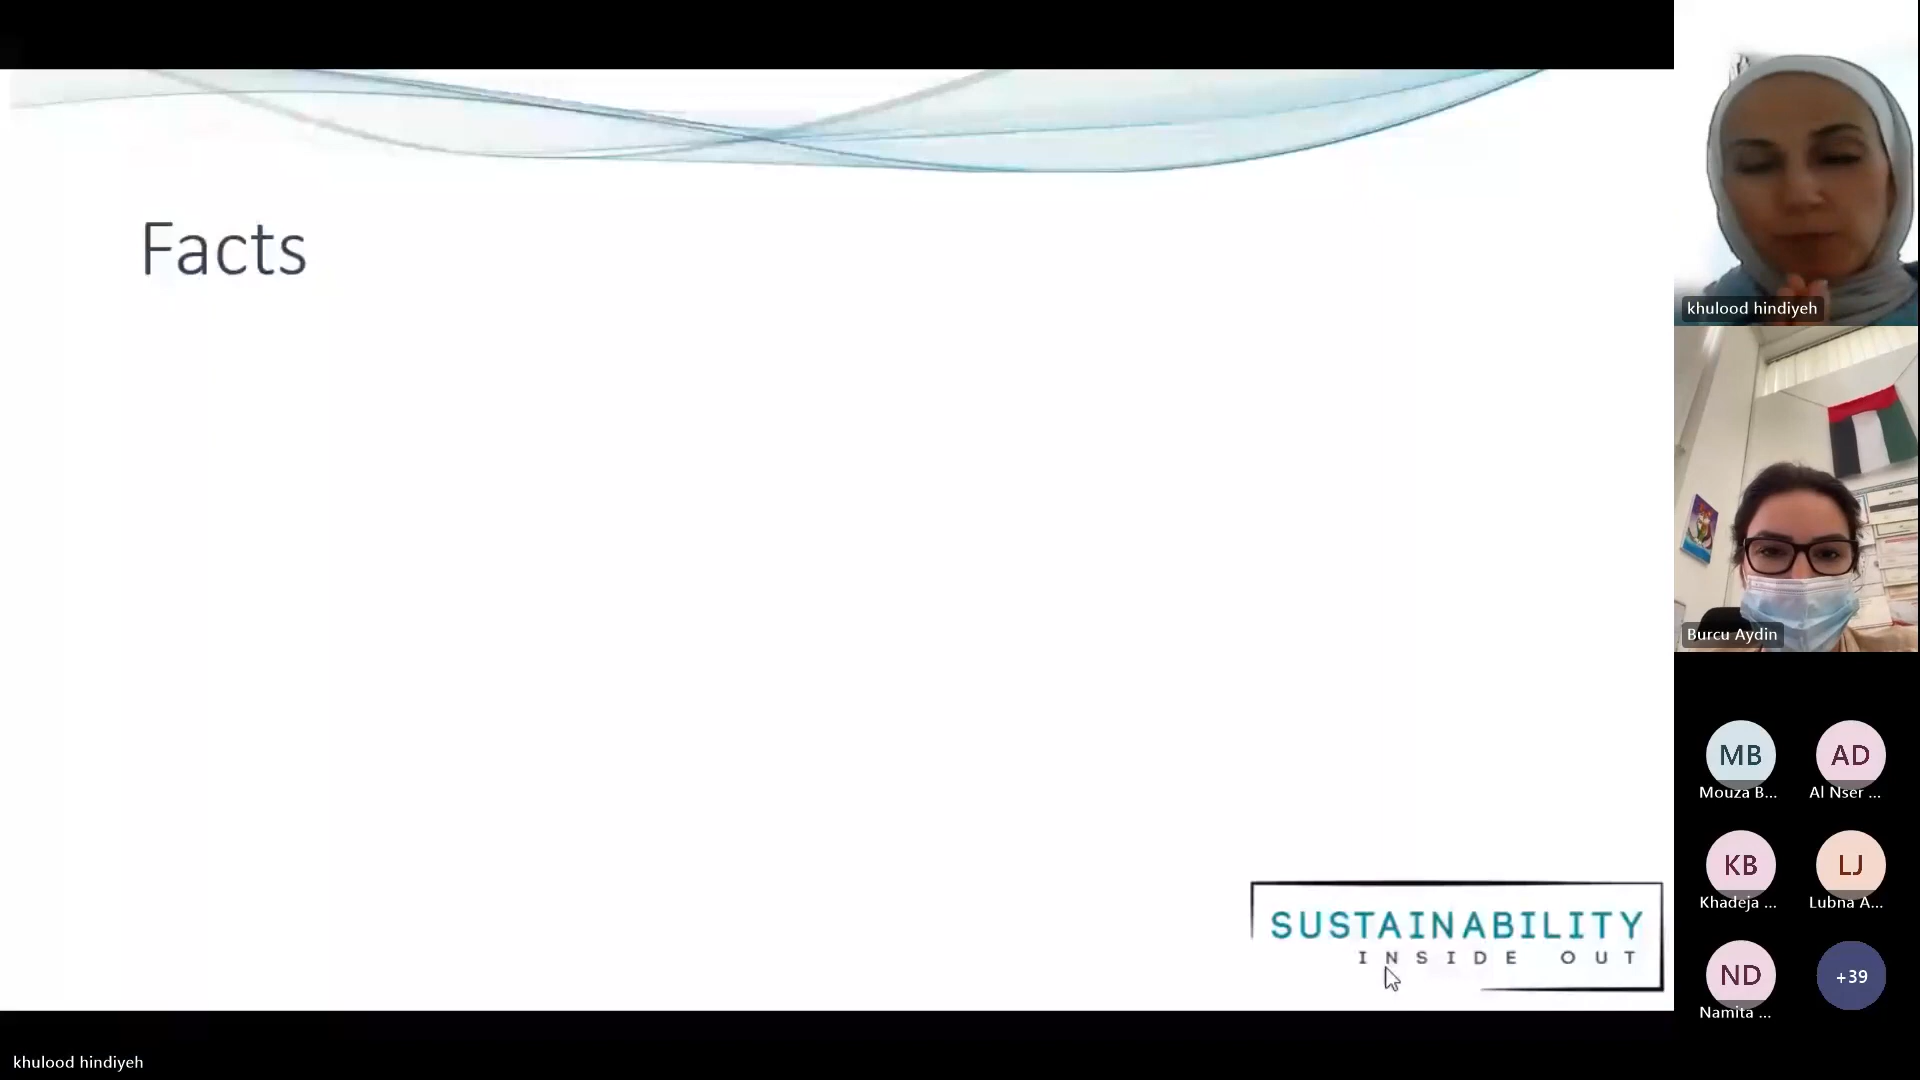 Facts
SUSTAINABILITY
INSIDE OUT
khulood hindiyeh
Burcu Aydin
MB
Mouza B...
AD
Al Nser ...
KB
Khadeja ...
LJ
Lubna A...
ND
Namita ...
+39
khulood hindiyeh